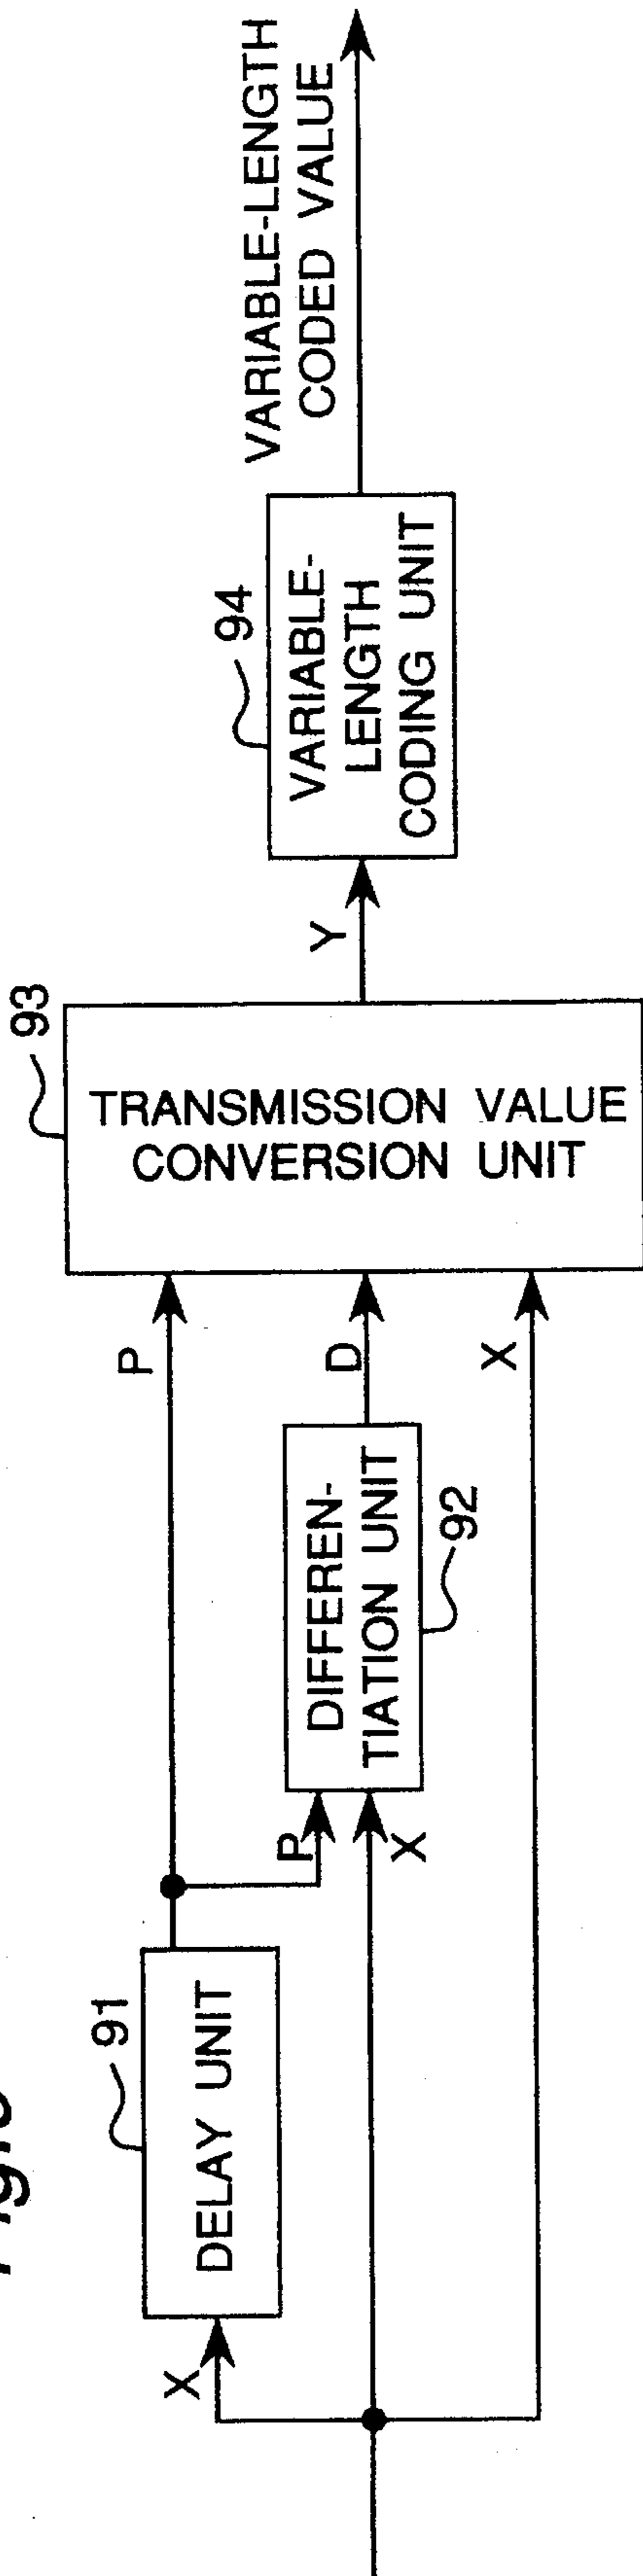 X
91
DELAY UNIT
P
X
DIFFEREN-
TIATION UNIT
92
P
D
X
93
TRANSMISSION VALUE
CONVERSION UNIT
Y
94
VARIABLE-
LENGTH
CODING UNIT
VARIABLE-LENGTH
CODED VALUE